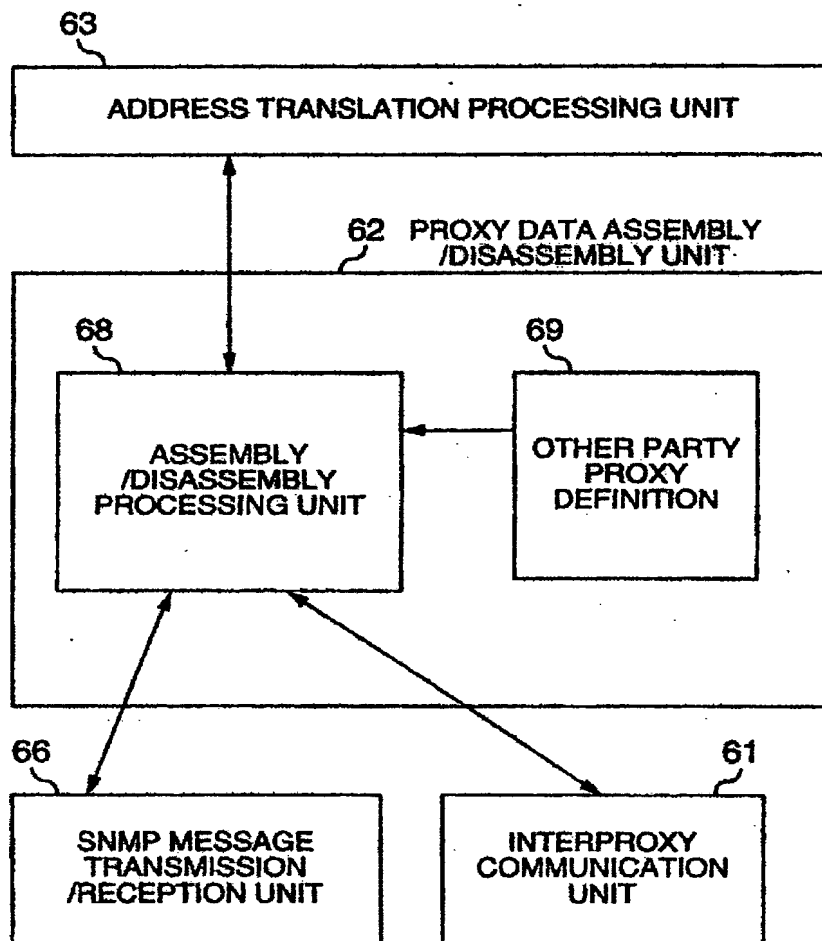 63
ADDRESS TRANSLATION PROCESSING UNIT
62 PROXY DATA ASSEMBLY
/DISASSEMBLY UNIT
68
ASSEMBLY
/DISASSEMBLY
PROCESSING UNIT
69
OTHER PARTY
PROXY
DEFINITION
66
SNMP MESSAGE
TRANSMISSION
/RECEPTION UNIT
61
INTERPROXY
COMMUNICATION
UNIT